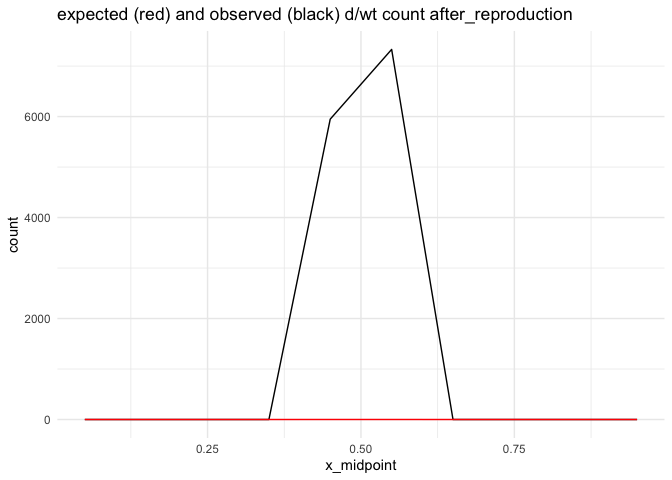 expected (red) and observed (black) d/wt count after_reproduction
6000
4000
2000
0
count
0.25
0.50
0.75
x_midpoint